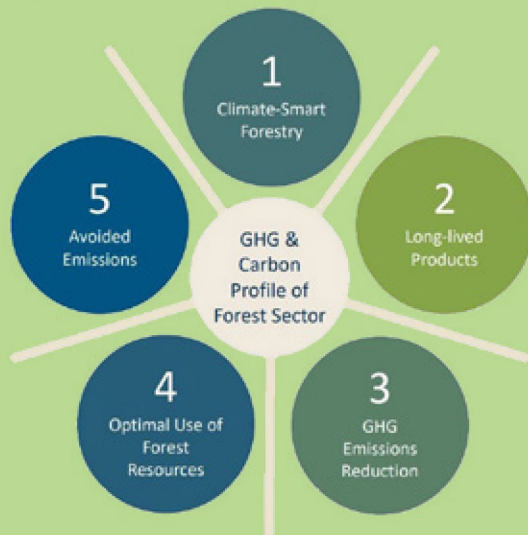 1
Climate-Smart
Forestry
2
Long-lived
Products
3
GHG
Emissions
Reduction
4
Optimal Use of
Forest
Resources
5
Avoided
Emissions
GHG &
Carbon
Profile of
Forest Sector